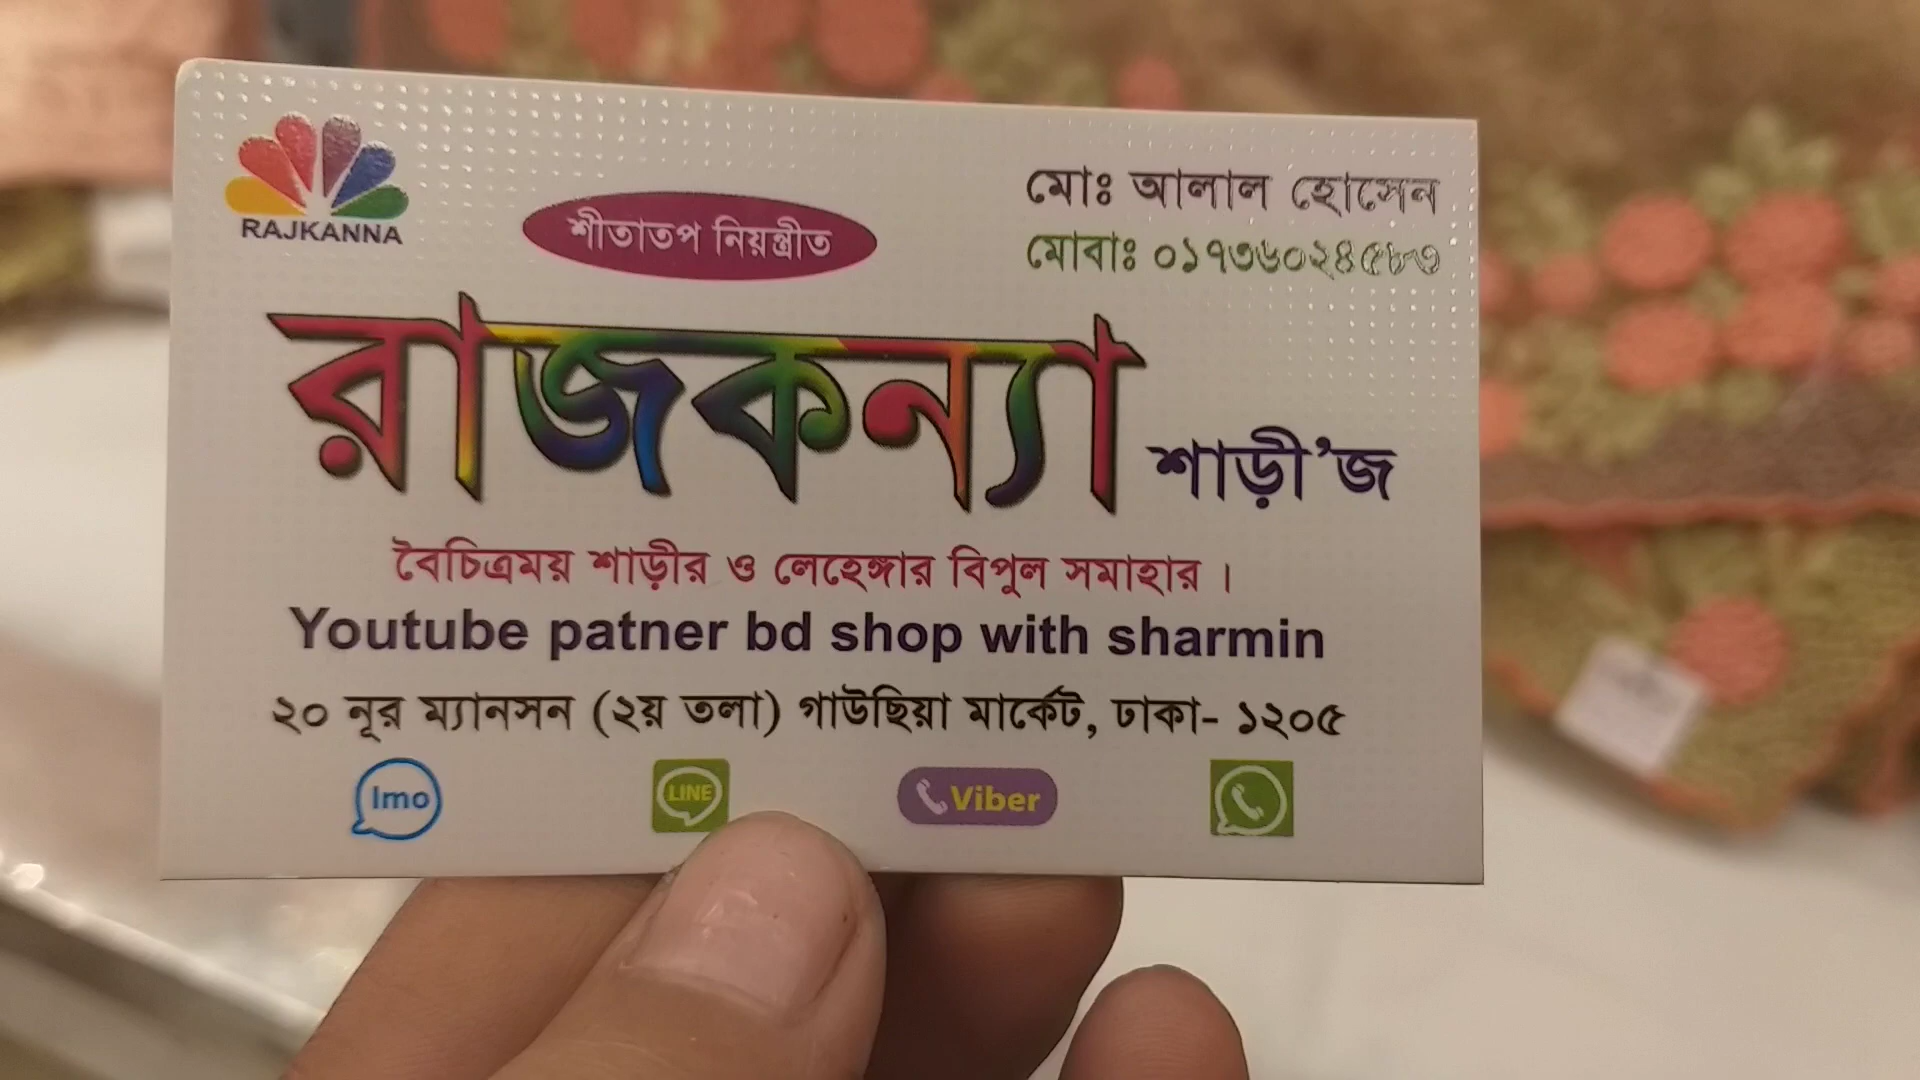 RAJKANNA
শীতাতপ নিয়ন্ত্রীত
মোঃ আলাল হোসেন
মোবাঃ ০১৭৩৬০২৪৫৮৩
রাজকন্যা শাড়ী’জ
বৈচিত্রময় শাড়ীর ও লেহেঙ্গার বিপুল সমাহার ।
Youtube patner bd shop with sharmin
২০ নূর ম্যানসন (২য় তলা) গাউছিয়া মার্কেট, ঢাকা- ১২০৫
Imo LINE Viber